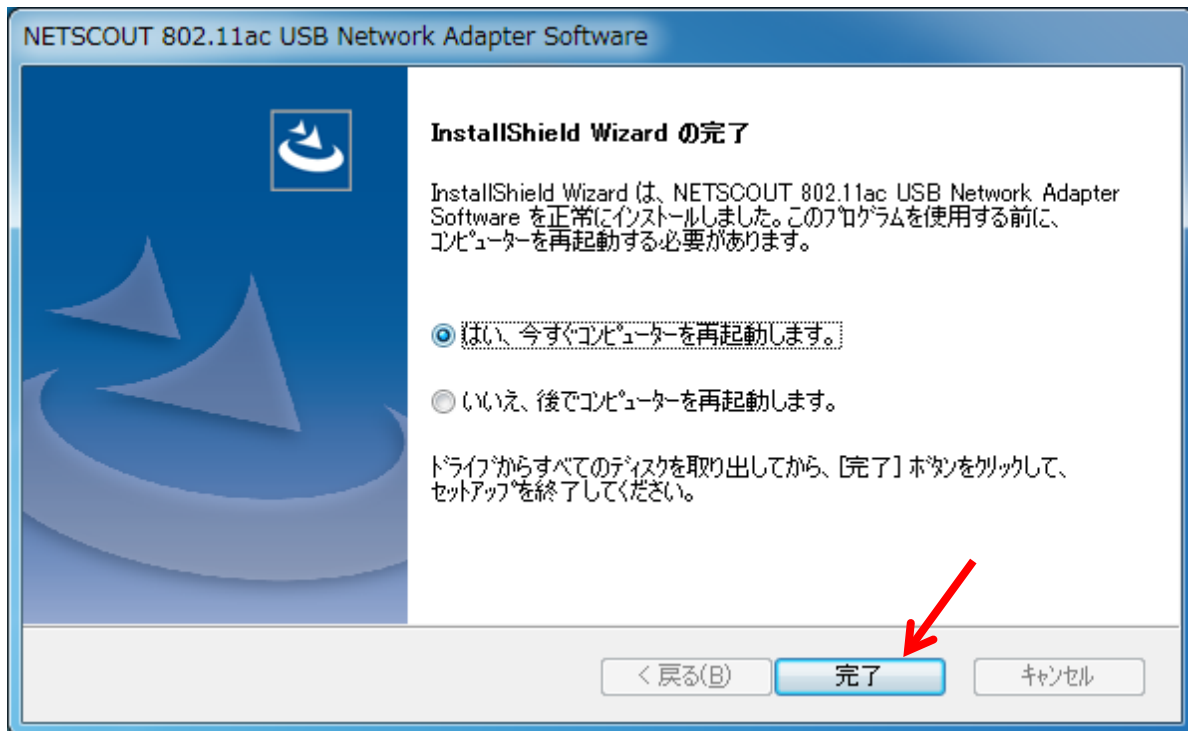 NETSCOUT 802.11ac USB Network Adapter Software
InstallShield Wizard の完了
InstallShield Wizard は、NETSCOUT 802.11ac USB Network Adapter
Software を正常にインストールしました。このプログラムを使用する前に、
コンピューターを再起動する必要があります。
はい、今すぐコンピューターを再起動します。
いいえ、後でコンピューターを再起動します。
ドライブからすべてのディスクを取り出してから、[完了] ボタンをクリックして、
セットアップを終了してください。
< 戻る(B)
完了
キャンセル